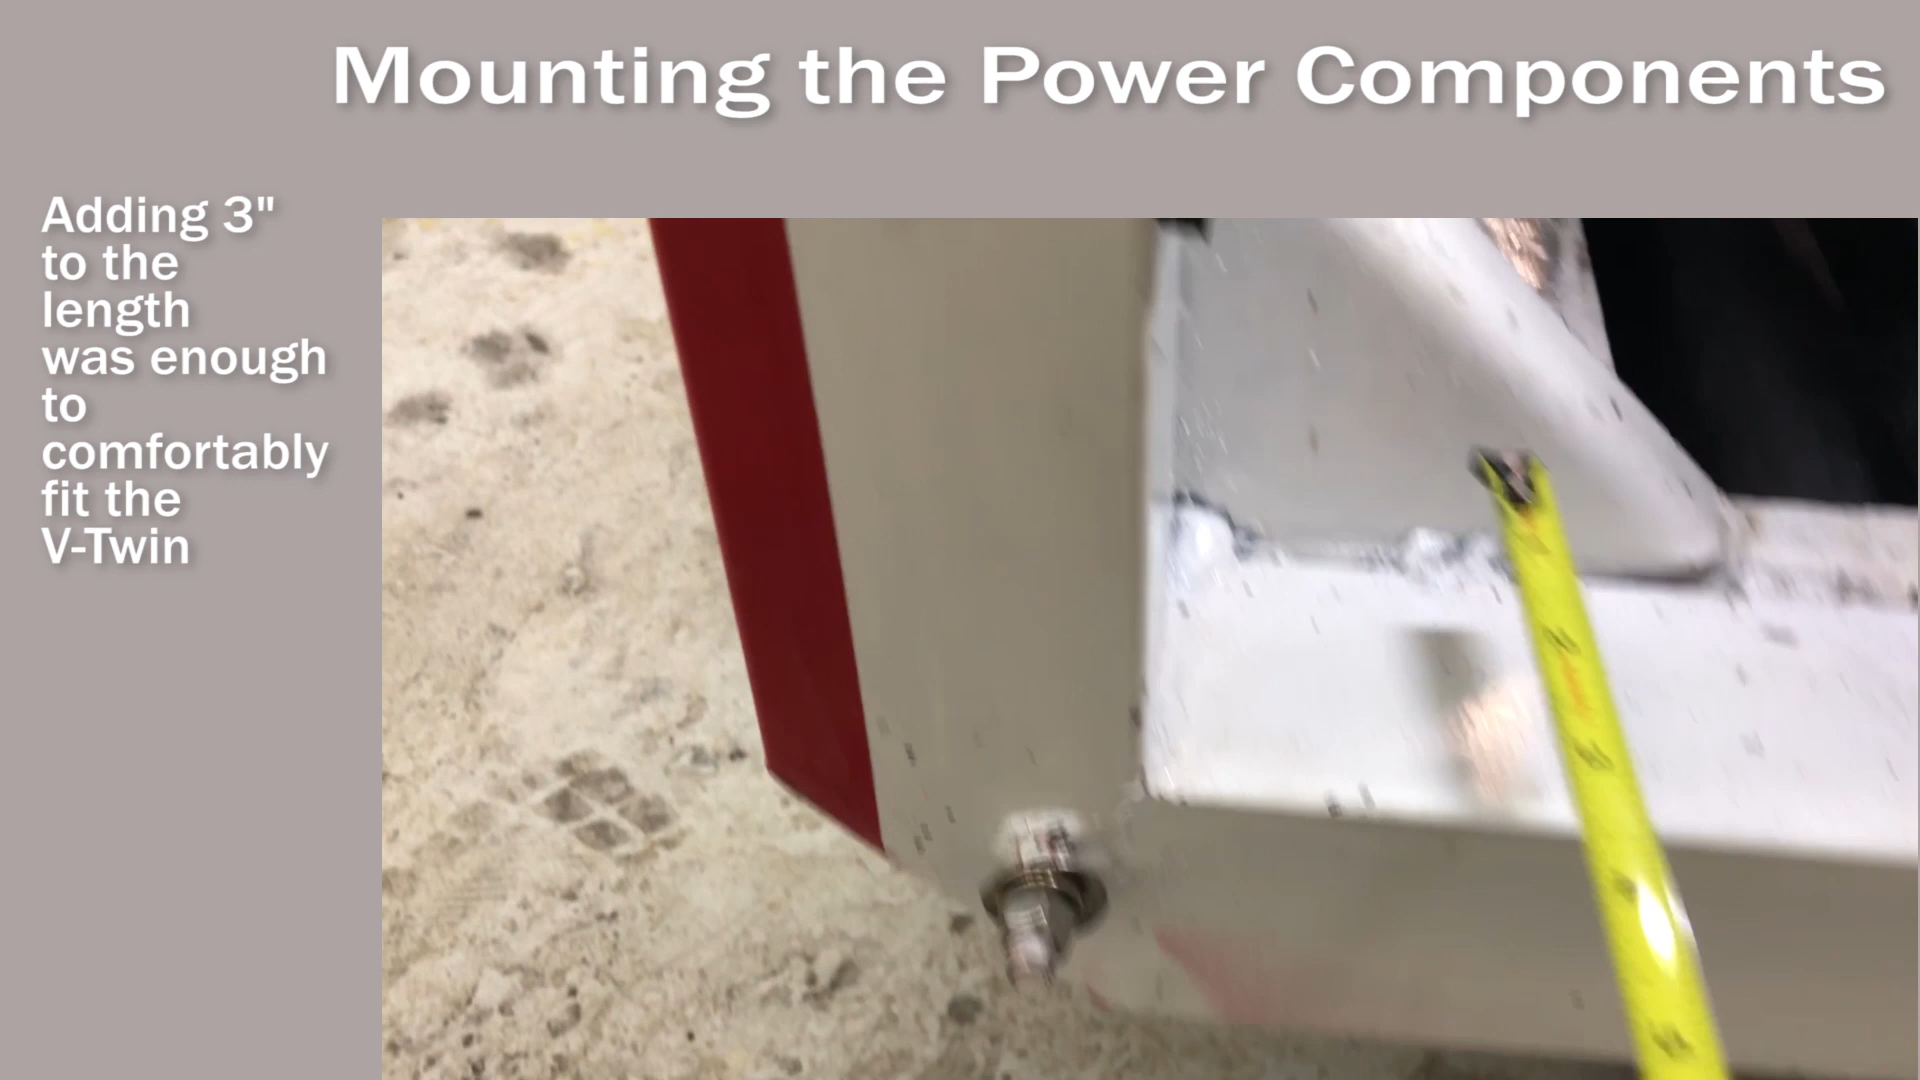 Mounting the Power Components
Adding 3"
to the
length
was enough
to
comfortably
fit the
V-Twin